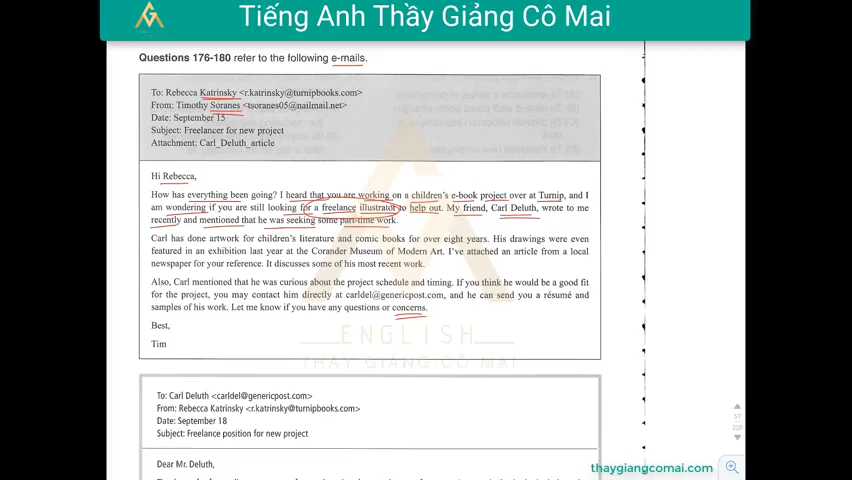 Tiếng Anh Thầy Giảng Cô Mai
Questions 176-180 refer to the following e-mails.
To: Rebecca Katrinsky <r.katrinsky@turnipbooks.com>
From: Timothy Soranes <tsoranes05@nailmail.net>
Date: September 15
Subject: Freelancer for new project
Attachment: Carl_Deluth_article
Hi Rebecca,
How has everything been going? I heard that you are working on a children's e-book project over at Turnip, and I
am wondering if you are still looking for a freelance illustrator to help out. My friend, Carl Deluth, wrote to me
recently and mentioned that he was seeking some part-time work.
Carl has done artwork for children's literature and comic books for over eight years. His drawings were even
featured in an exhibition last year at the Corander Museum of Modern Art. I've attached an article from a local
newspaper for your reference. It discusses some of his most recent work.
Also, Carl mentioned that he was curious about the project schedule and timing. If you think he would be a good fit
for the project, you may contact him directly at carldel@genericpost.com, and he can send you a résumé and
samples of his work. Let me know if you have any questions or concerns.
Best,
Tim
ENGLISH
THẦY GIẢNG CÔ MAI
To: Carl Deluth <carldel@genericpost.com>
From: Rebecca Katrinsky <r.katrinsky@turnipbooks.com>
Date: September 18
Subject: Freelance position for new project
Dear Mr. Deluth,
thaygiangcomai.com